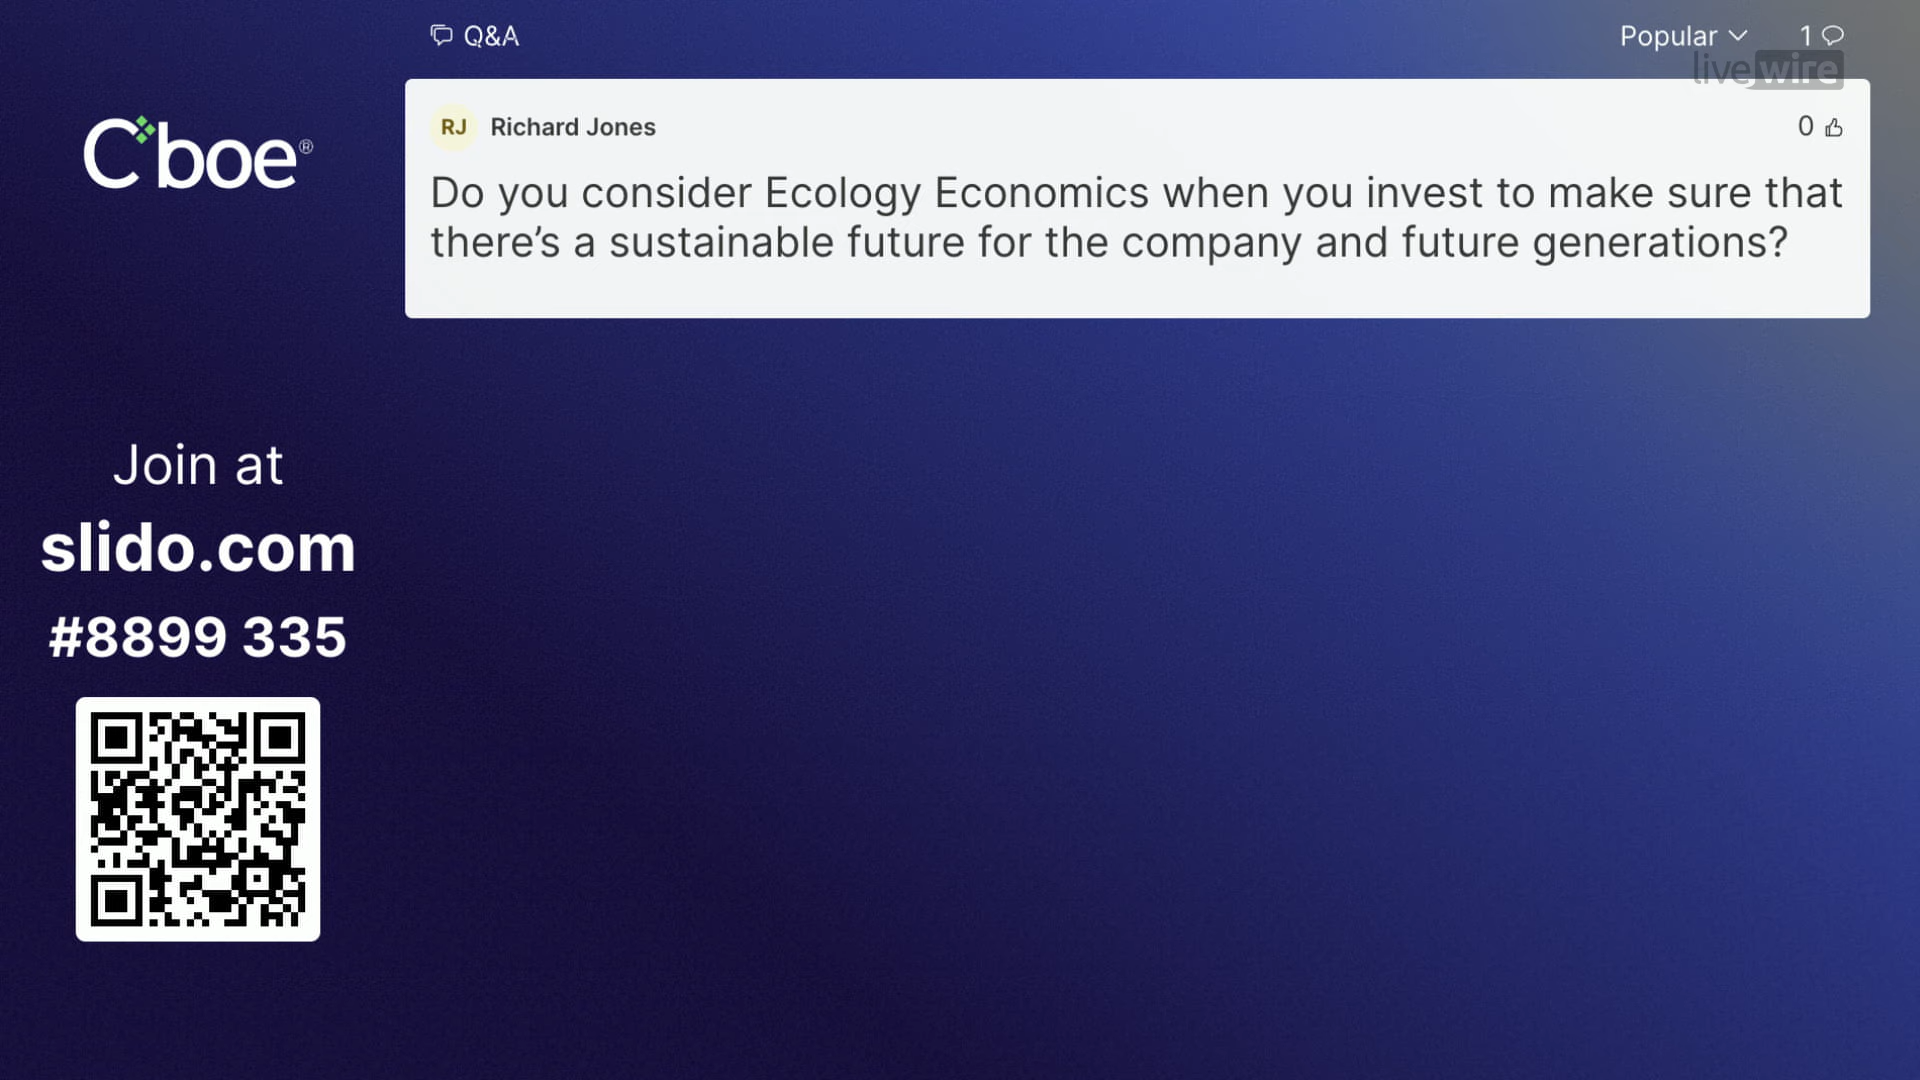 Q&A
Popular
1
livewire
Cboe®
RJ Richard Jones
0
Do you consider Ecology Economics when you invest to make sure that
there's a sustainable future for the company and future generations?
Join at
slido.com
#8899 335